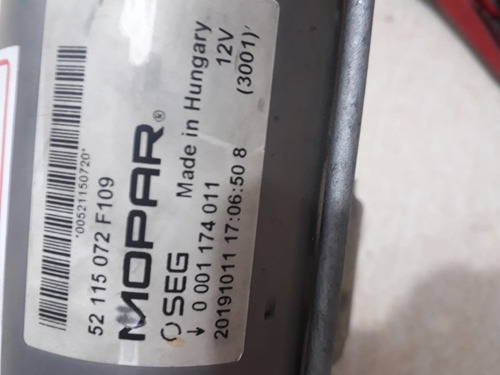 *00521150720*
52 115 072 F109
MOPAR®
SEG Made in Hungary 12V
↓ 0 001 174 011 (3001)
20191011 17:06:50 8